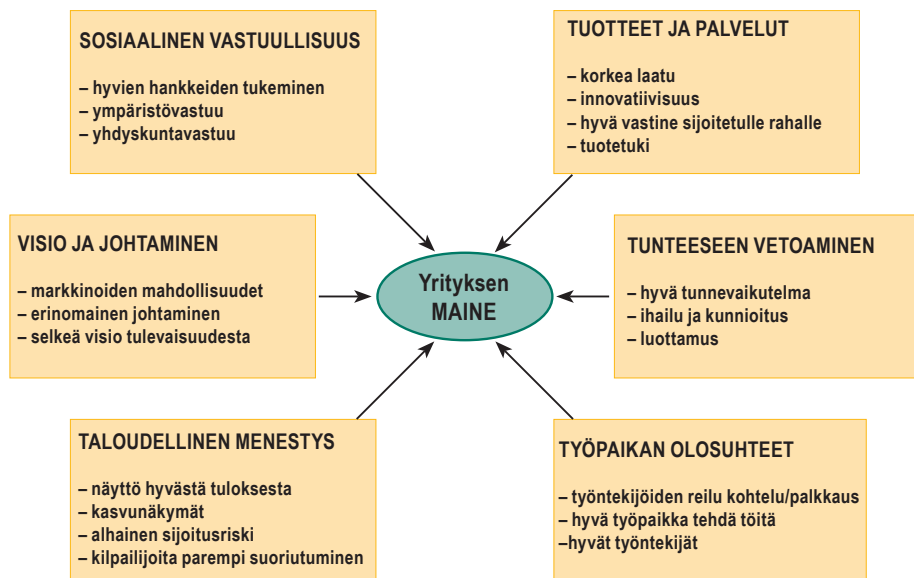 SOSIAALINEN VASTUULLISUUS
– hyvien hankkeiden tukeminen
– ympäristövastuu
– yhdyskuntavastuu
TUOTTEET JA PALVELUT
– korkea laatu
– innovatiivisuus
– hyvä vastine sijoitetulle rahalle
– tuotetuki
VISIO JA JOHTAMINEN
– markkinoiden mahdollisuudet
– erinomainen johtaminen
– selkeä visio tulevaisuudesta
Yrityksen
MAINE
TUNTEESEEN VETOAMINEN
– hyvä tunnevaikutelma
– ihailu ja kunnioitus
– luottamus
TALOUDELLINEN MENESTYS
– näyttö hyvästä tuloksesta
– kasvunäkymät
– alhainen sijoitusriski
– kilpailijoita parempi suoriutuminen
TYÖPAIKAN OLOSUHTEET
– työntekijöiden reilu kohtelu/palkkaus
– hyvä työpaikka tehdä töitä
–hyvät työntekijät